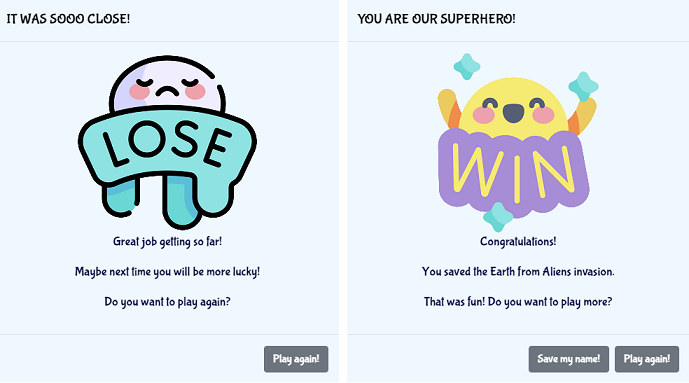 IT WAS SOOO CLOSE!
LOSE
Great job getting so far!
Maybe next time you will be more lucky!
Do you want to play again?
Play again!
YOU ARE OUR SUPERHERO!
WIN
Congratulations!
You saved the Earth from Aliens invasion.
That was fun! Do you want to play more?
Save my name!
Play again!